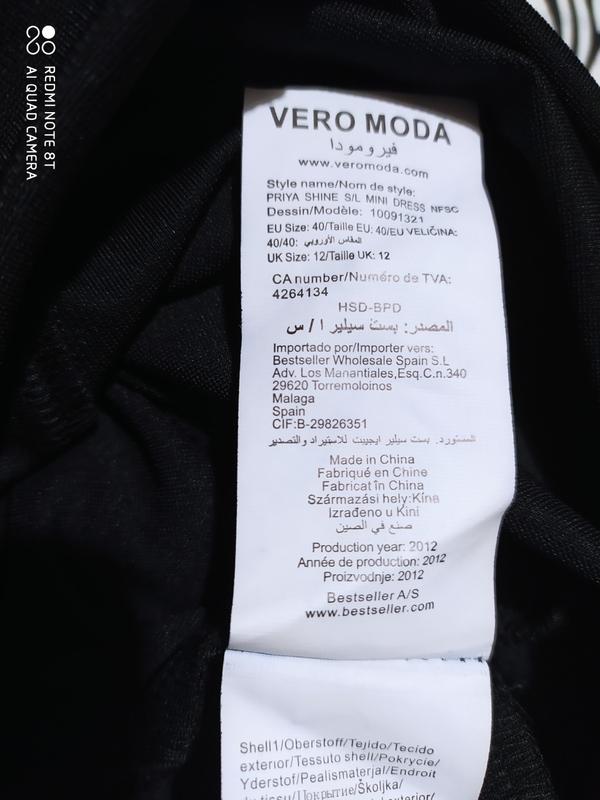 REDMI NOTE 8T
AI QUAD CAMERA
VERO MODA
فيرومودا
www.veromoda.com
Style name/Nom de style:
PRIYA SHINE S/L MINI DRESS NFSC
Dessin/Modèle: 10091321
EU Size: 40/Taille EU: 40/EU VELIČINA:
40/40: المقاس الأوروبي
UK Size: 12/Taille UK: 12
CA number/Numéro de TVA:
4264134
HSD-BPD
المصدر: بست سيلير ا / س
Importado por/Importer vers:
Bestseller Wholesale Spain S.L
Adv. Los Manantiales,Esq.C.n.340
29620 Torremoloinos
Malaga
Spain
CIF:B-29826351
المستورد. بست سيلر ايجيبت للاستيراد والتصدير
Made in China
Fabriqué en Chine
Fabricat în China
Származási hely:Kína
Izrađeno u Kini
صنع في الصين
Production year: 2012
Année de production: 2012
Proizvodnje: 2012
Bestseller A/S
www.bestseller.com
Shell1/Oberstoff/Tejido/Tecido
exterior/Tessuto shell/Pokrycie/
Yderstof/Pealismaterjal/Endroit
du tissu/Покрытие/Školjka/